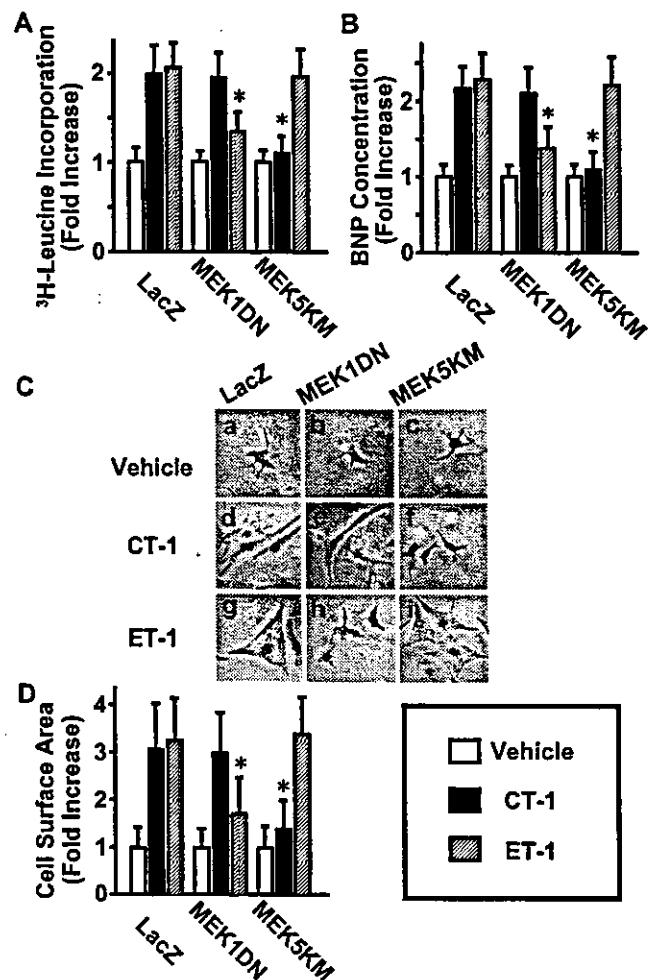 A
³H-Leucine Incorporation
(Fold Increase)
2
1
0
*
*
LacZ
MEK1DN
MEK5KM
B
BNP Concentration
(Fold Increase)
2
1
0
*
*
LacZ
MEK1DN
MEK5KM
C
LacZ
MEK1DN
MEK5KM
Vehicle
a
b
c
CT-1
d
e
f
ET-1
g
h
i
D
Cell Surface Area
(Fold Increase)
4
3
2
1
0
*
*
LacZ
MEK1DN
MEK5KM
Vehicle
CT-1
ET-1